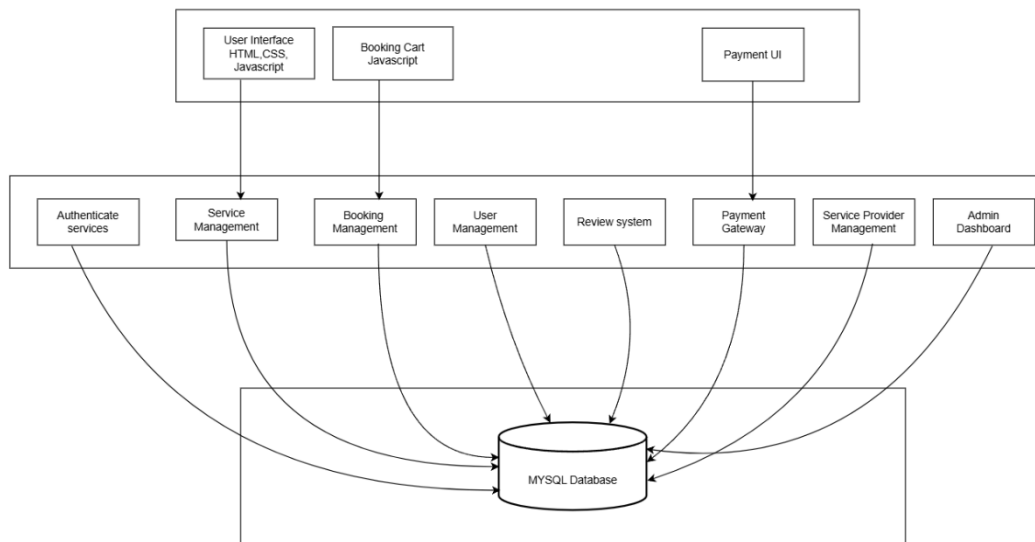 User Interface
HTML,CSS,
Javascript
Booking Cart
Javascript
Payment UI
Authenticate
services
Service
Management
Booking
Management
User
Management
Review system
Payment
Gateway
Service Provider
Management
Admin
Dashboard
MYSQL Database